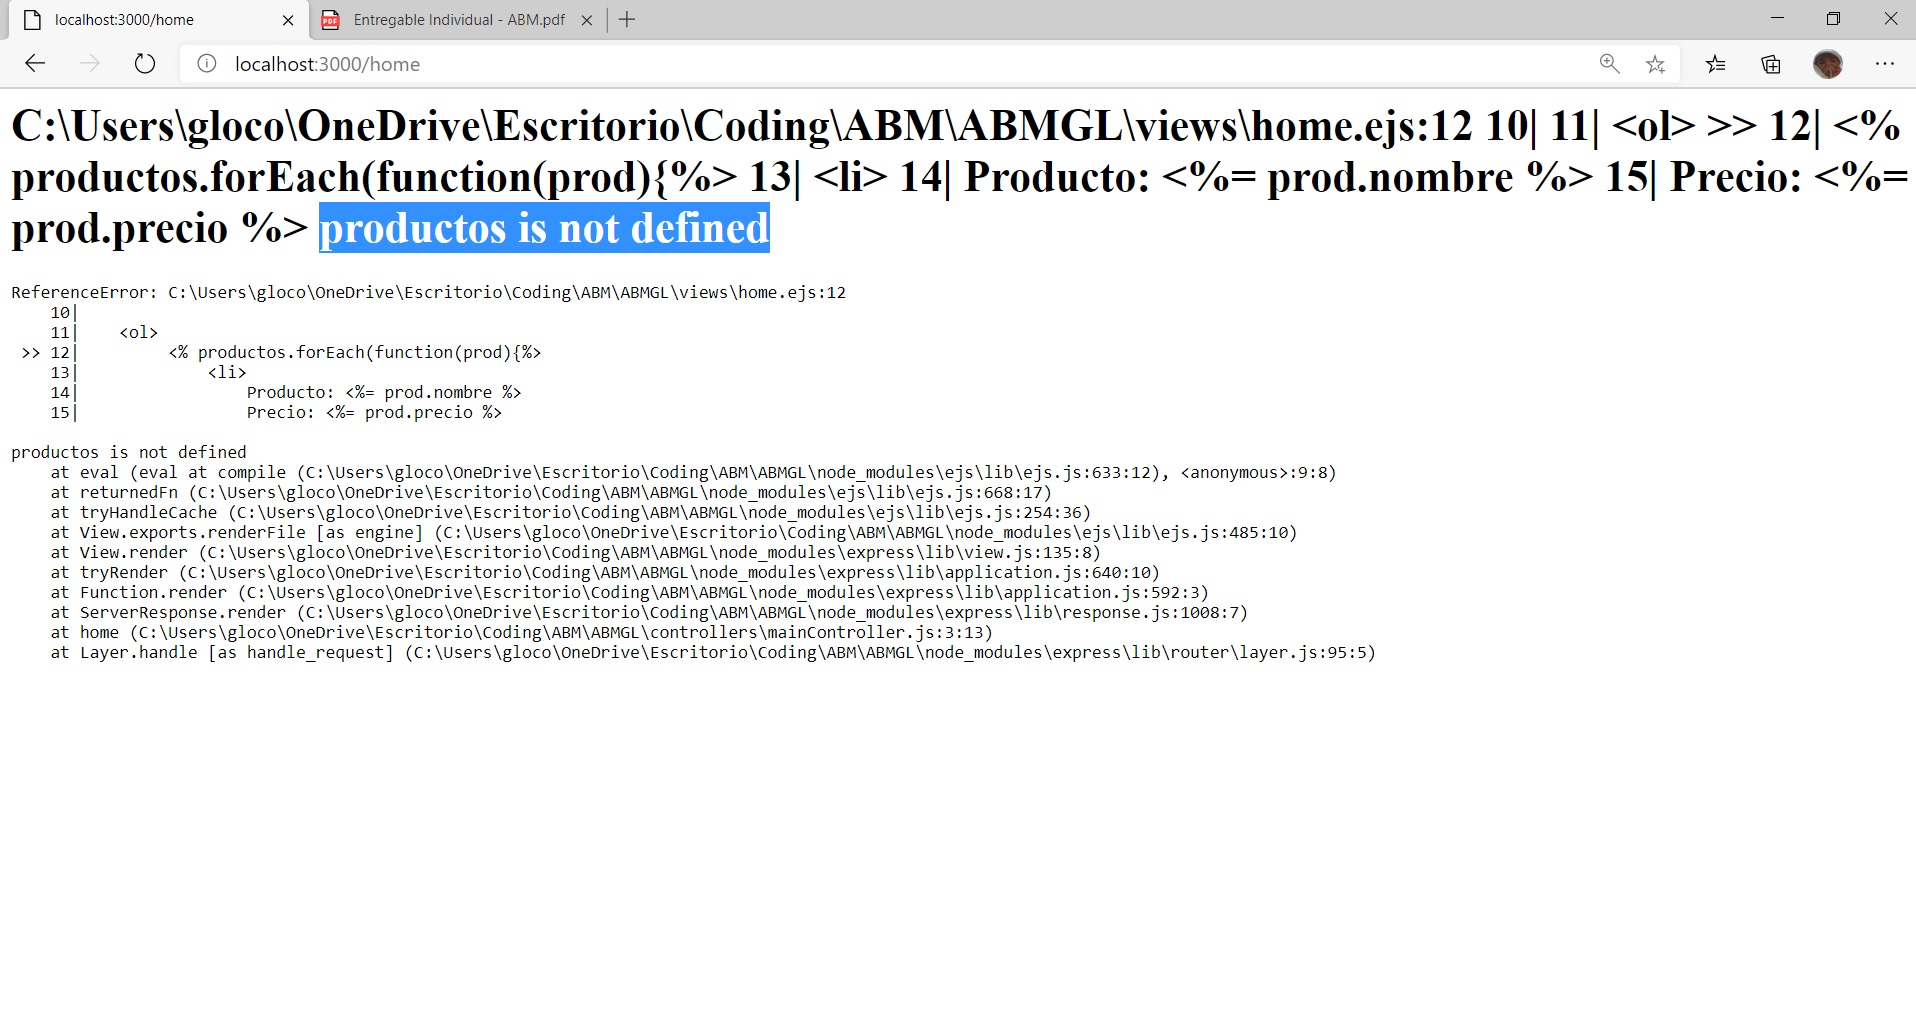 localhost:3000/home
Entregable Individual - ABM.pdf
localhost:3000/home
C:\Users\gloco\OneDrive\Escritorio\Coding\ABM\ABMGL\views\home.ejs:12 10| 11| <ol> >> 12| <%
productos.forEach(function(prod){%> 13| <li> 14| Producto: <%= prod.nombre %> 15| Precio: <%=
prod.precio %> productos is not defined
ReferenceError: C:\Users\gloco\OneDrive\Escritorio\Coding\ABM\ABMGL\views\home.ejs:12
    10|
    11|    <ol>
 >> 12|         <% productos.forEach(function(prod){%>
    13|             <li>
    14|                 Producto: <%= prod.nombre %>
    15|                 Precio: <%= prod.precio %>
productos is not defined
    at eval (eval at compile (C:\Users\gloco\OneDrive\Escritorio\Coding\ABM\ABMGL\node_modules\ejs\lib\ejs.js:633:12), <anonymous>:9:8)
    at returnedFn (C:\Users\gloco\OneDrive\Escritorio\Coding\ABM\ABMGL\node_modules\ejs\lib\ejs.js:668:17)
    at tryHandleCache (C:\Users\gloco\OneDrive\Escritorio\Coding\ABM\ABMGL\node_modules\ejs\lib\ejs.js:254:36)
    at View.exports.renderFile [as engine] (C:\Users\gloco\OneDrive\Escritorio\Coding\ABM\ABMGL\node_modules\ejs\lib\ejs.js:485:10)
    at View.render (C:\Users\gloco\OneDrive\Escritorio\Coding\ABM\ABMGL\node_modules\express\lib\view.js:135:8)
    at tryRender (C:\Users\gloco\OneDrive\Escritorio\Coding\ABM\ABMGL\node_modules\express\lib\application.js:640:10)
    at Function.render (C:\Users\gloco\OneDrive\Escritorio\Coding\ABM\ABMGL\node_modules\express\lib\application.js:592:3)
    at ServerResponse.render (C:\Users\gloco\OneDrive\Escritorio\Coding\ABM\ABMGL\node_modules\express\lib\response.js:1008:7)
    at home (C:\Users\gloco\OneDrive\Escritorio\Coding\ABM\ABMGL\controllers\mainController.js:3:13)
    at Layer.handle [as handle_request] (C:\Users\gloco\OneDrive\Escritorio\Coding\ABM\ABMGL\node_modules\express\lib\router\layer.js:95:5)